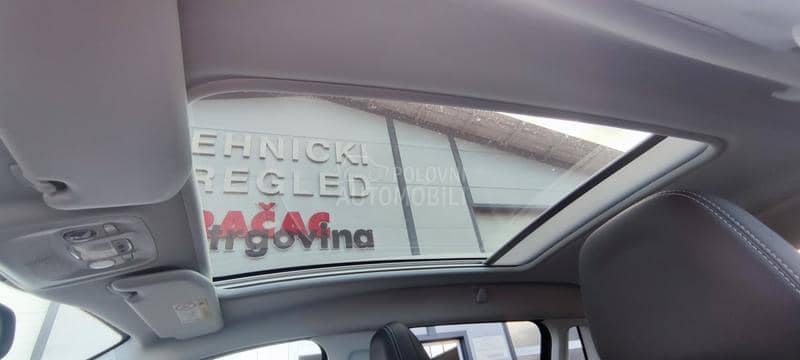 EHNICKI
REGLED
RAČAC
trgovina
POLOVNI
AUTOMOBILI